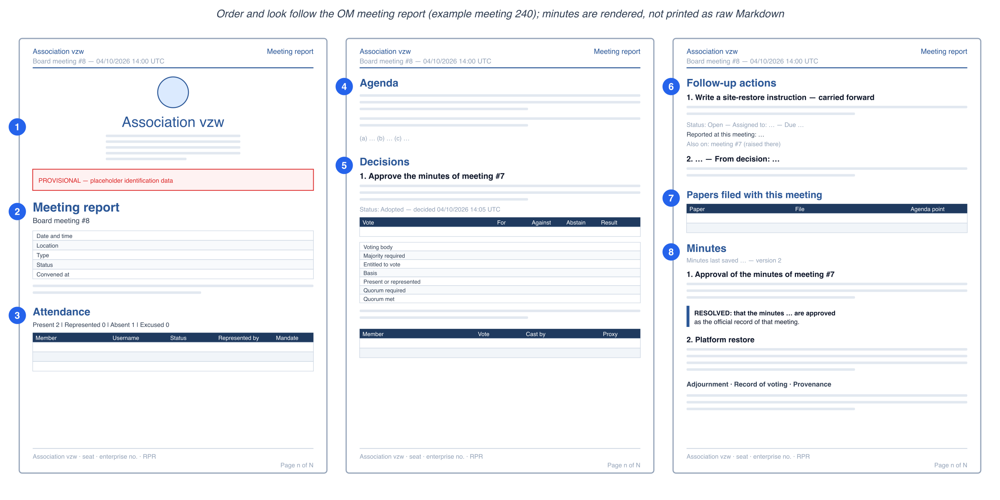 Order and look follow the OM meeting report (example meeting 240); minutes are rendered, not printed as raw Markdown
Association vzw
Meeting report
Board meeting #8 — 04/10/2026 14:00 UTC
1
Association vzw
PROVISIONAL — placeholder identification data
2
Meeting report
Board meeting #8
Date and time
Location
Type
Status
Convened at
3
Attendance
Present 2 | Represented 0 | Absent 1 | Excused 0
Member Username Status Represented by Mandate
Association vzw · seat · enterprise no. · RPR
Page n of N
Association vzw
Meeting report
Board meeting #8 — 04/10/2026 14:00 UTC
4
Agenda
(a) … (b) … (c) …
5
Decisions
1. Approve the minutes of meeting #7
Status: Adopted — decided 04/10/2026 14:05 UTC
Vote For Against Abstain Result
Voting body
Majority required
Entitled to vote
Basis
Present or represented
Quorum required
Quorum met
Member Vote Cast by Proxy
Association vzw · seat · enterprise no. · RPR
Page n of N
Association vzw
Meeting report
Board meeting #8 — 04/10/2026 14:00 UTC
6
Follow-up actions
1. Write a site-restore instruction — carried forward
Status: Open — Assigned to: … — Due …
Reported at this meeting: …
Also on: meeting #7 (raised there)
2. … — From decision: …
7
Papers filed with this meeting
Paper File Agenda point
8
Minutes
Minutes last saved … — version 2
1. Approval of the minutes of meeting #7
RESOLVED: that the minutes … are approved
as the official record of that meeting.
2. Platform restore
Adjournment · Record of voting · Provenance
Association vzw · seat · enterprise no. · RPR
Page n of N